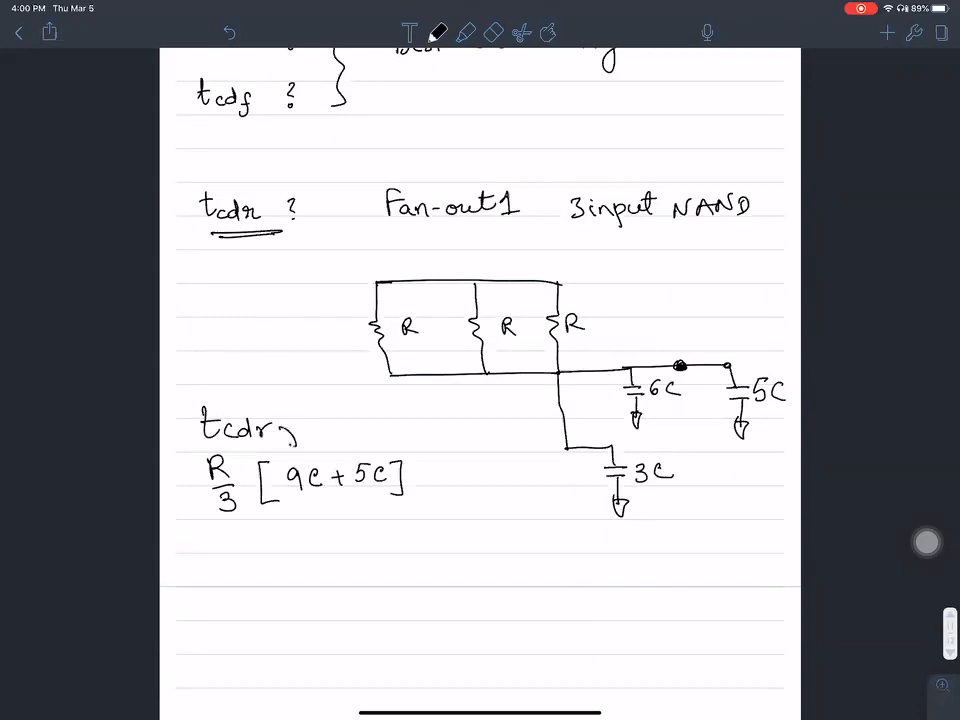 4:00 PM Thu Mar 5
89%
T
tcdf ?
tcdr ? Fan-out 1 3input NAND
R R R
6C 5C
tcdr,
3C
R/3 [9C + 5C]